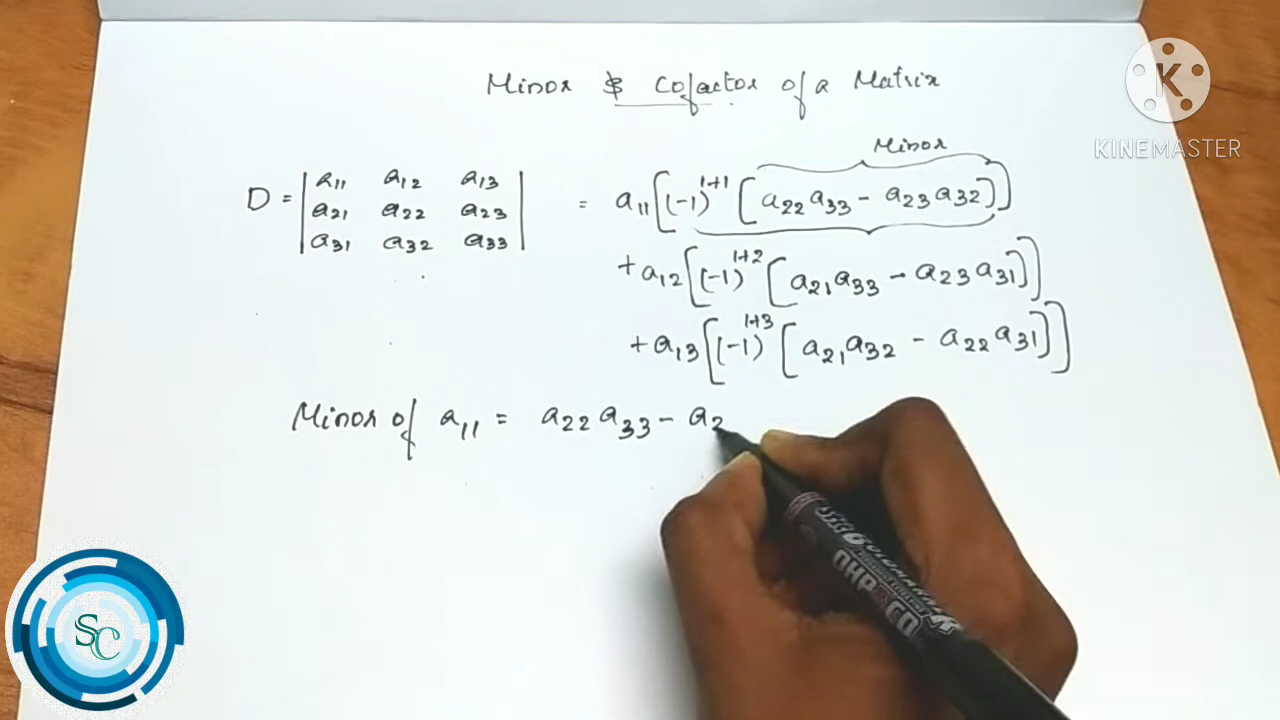 Minor & Cofactor of a Matrix
K
KINEMASTER
Minor
D = | a11 a12 a13 | = a11[(-1)^1+1 [a22a33 - a23a32]]
| a21 a22 a23 |
| a31 a32 a33 |
+ a12[(-1)^1+2 [a21a33 - a23a31]]
+ a13[(-1)^1+3 [a21a32 - a22a31]]
Minor of a11 = a22a33 - a2
SC
OHP
CO